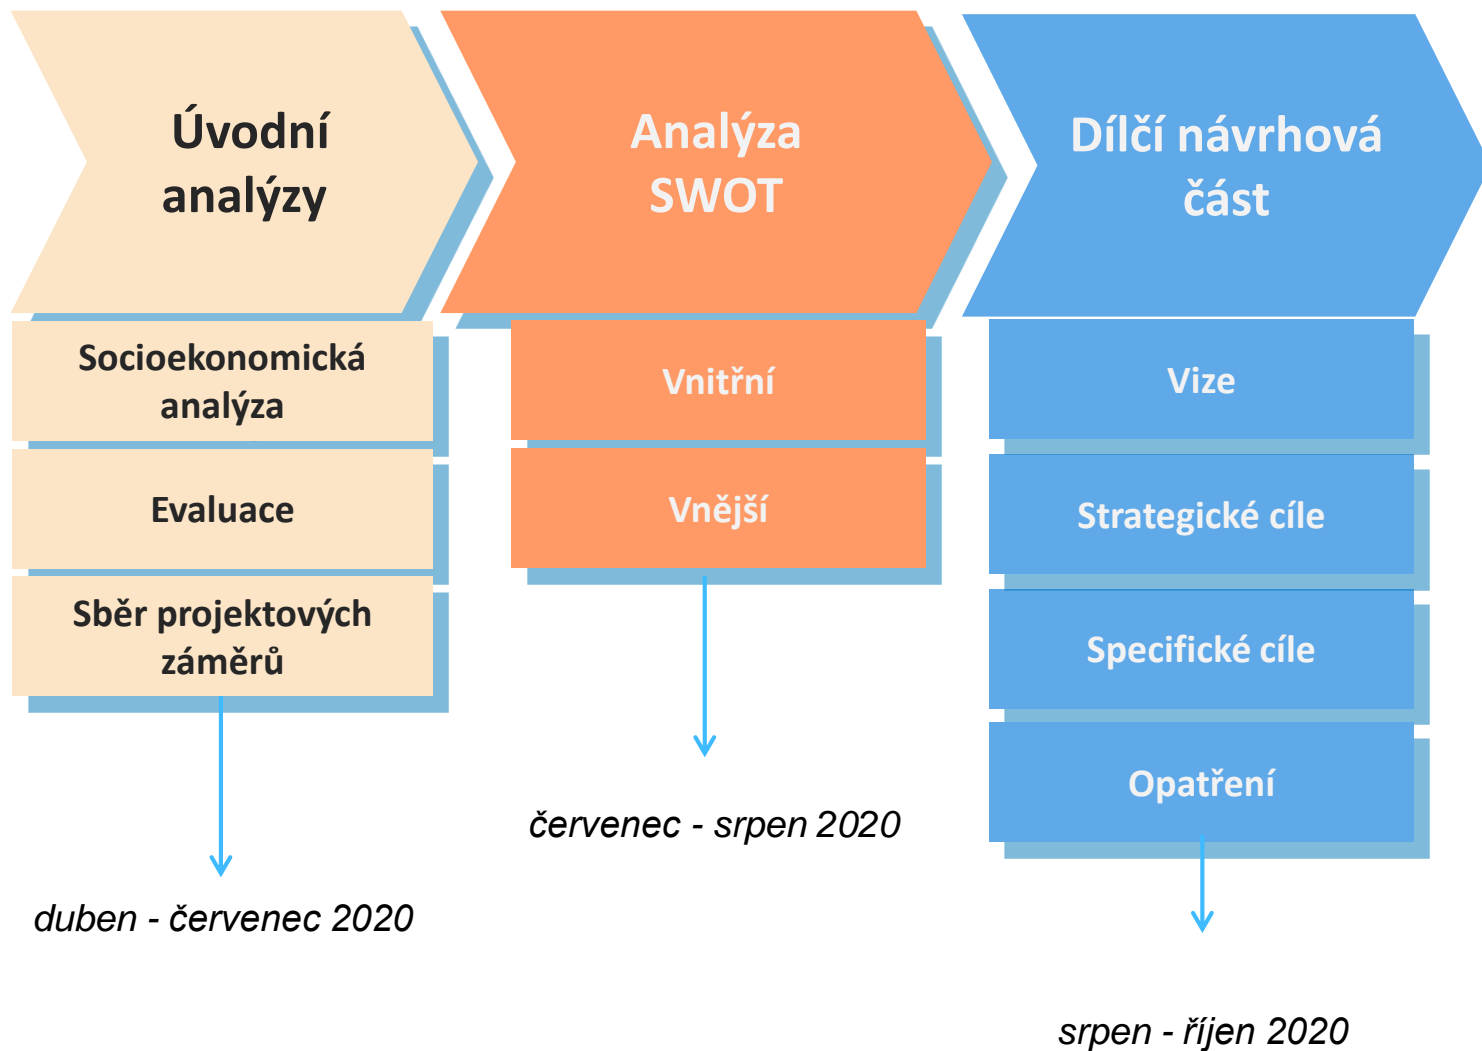 Úvodní
analýzy
Socioekonomická
analýza
Evaluace
Sběr projektových
záměrů
duben - červenec 2020
Analýza
SWOT
Vnitřní
Vnější
červenec - srpen 2020
Dílčí návrhová
část
Vize
Strategické cíle
Specifické cíle
Opatření
srpen - říjen 2020